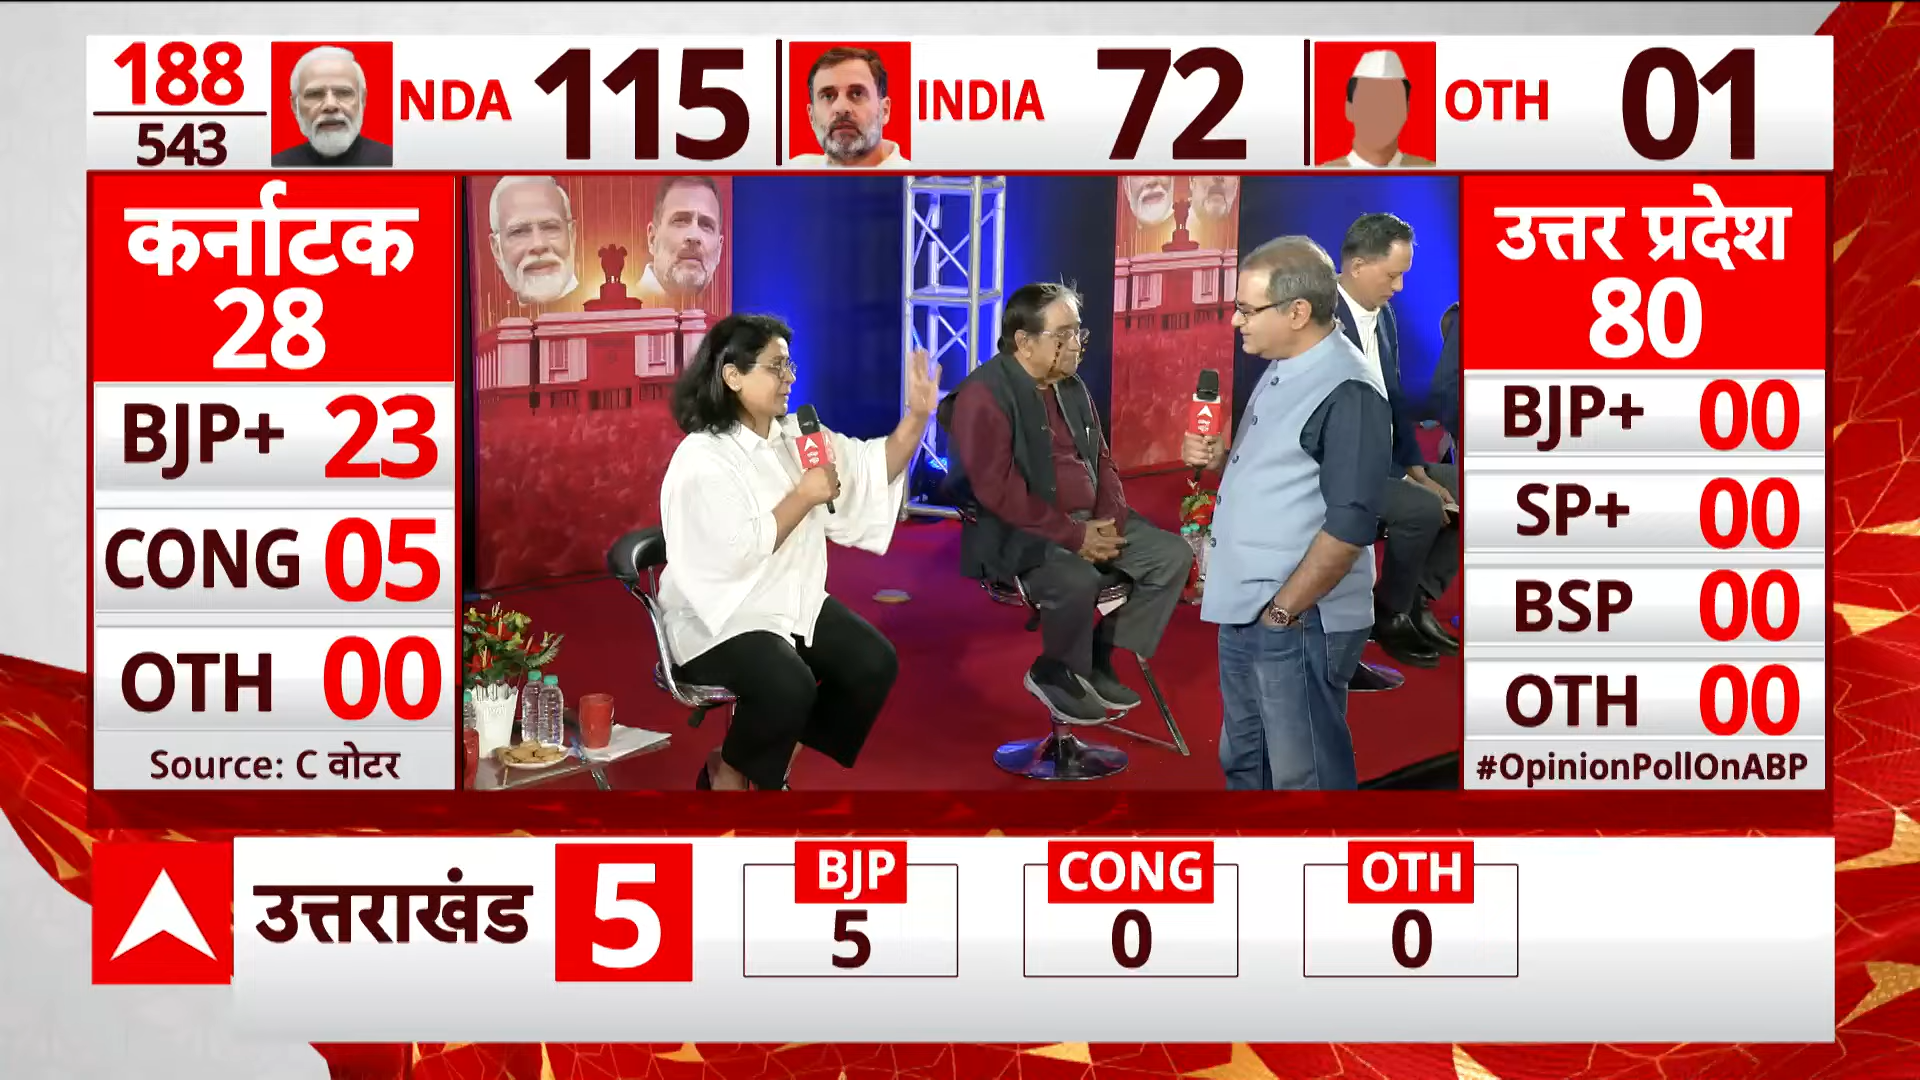 188
543
NDA 115
INDIA 72
OTH 01
कर्नाटक
28
BJP+ 23
CONG 05
OTH 00
Source: C वोटर
उत्तर प्रदेश
80
BJP+ 00
SP+ 00
BSP 00
OTH 00
#OpinionPollOnABP
उत्तराखंड 5
BJP
5
CONG
0
OTH
0